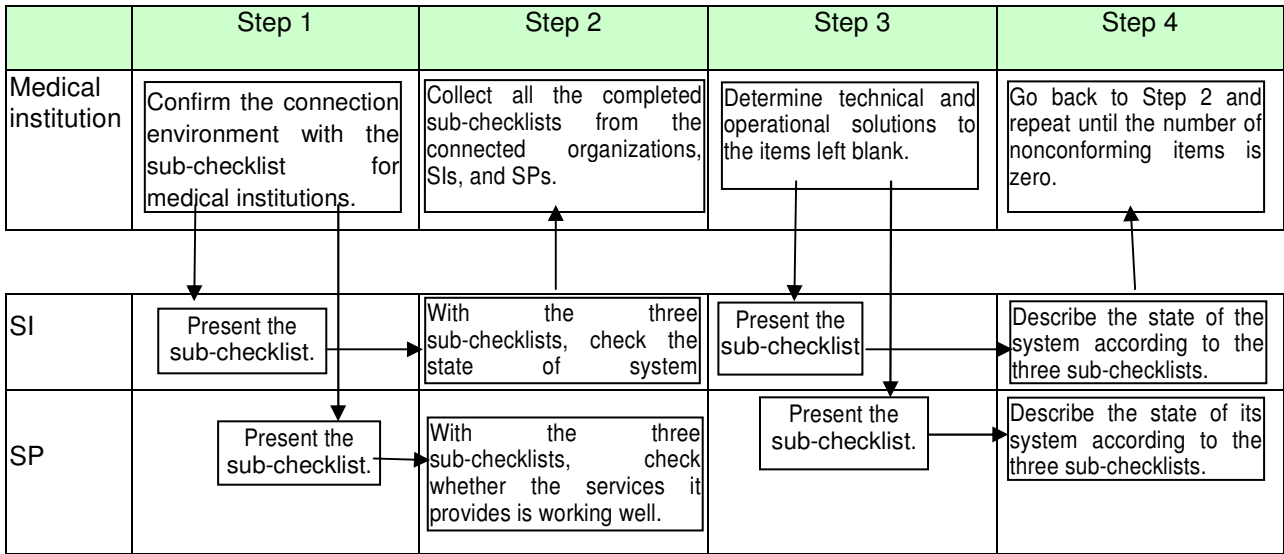 Step 1
Step 2
Step 3
Step 4
Medical
institution
Confirm the connection
environment with the
sub-checklist for
medical institutions.
Collect all the completed
sub-checklists from the
connected organizations,
SIs, and SPs.
Determine technical and
operational solutions to
the items left blank.
Go back to Step 2 and
repeat until the number of
nonconforming items is
zero.
SI
Present the
sub-checklist.
With the three
sub-checklists, check the
state of system
Present the
sub-checklist
Describe the state of the
system according to the
three sub-checklists.
SP
Present the
sub-checklist.
With the three
sub-checklists, check
whether the services it
provides is working well.
Present the
sub-checklist.
Describe the state of its
system according to the
three sub-checklists.